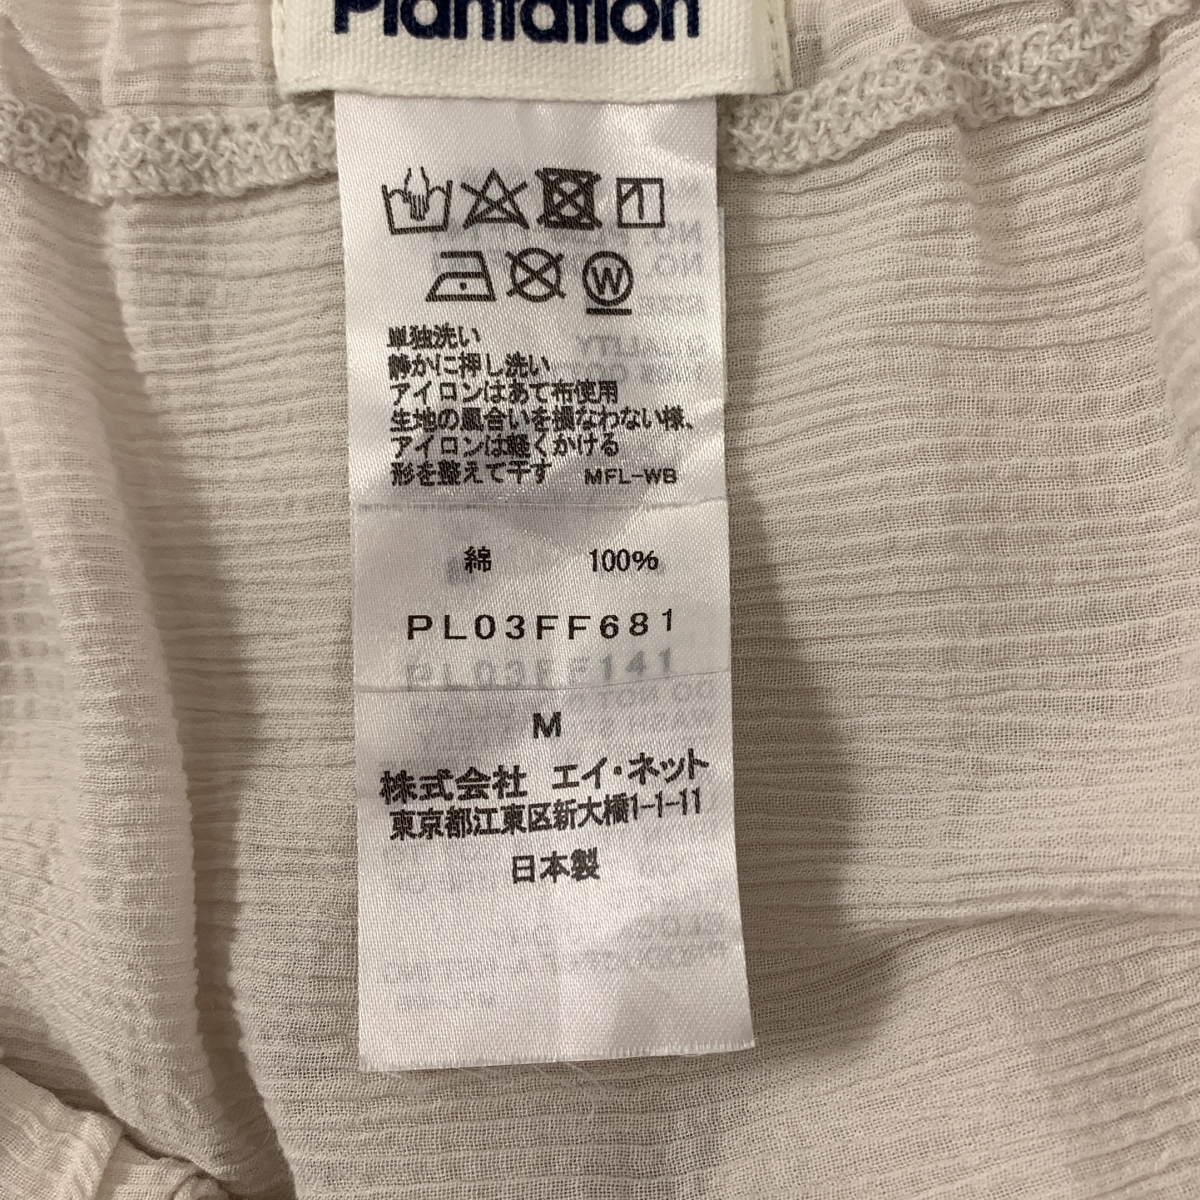 Plantation
W
単独洗い
静かに押し洗い
アイロンはあて布使用
生地の風合いを損なわない様、
アイロンは軽くかける
形を整えて干す MFL-WB
綿 100%
PL03FF681
PL03FF141
M
株式会社 エイ・ネット
東京都江東区新大橋1-1-11
日本製